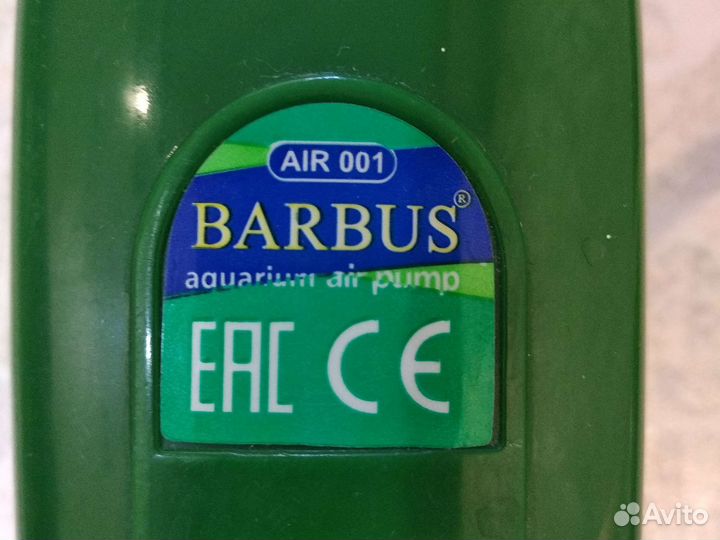 AIR 001
BARBUS®
aquarium air pump
EAC CE
Avito